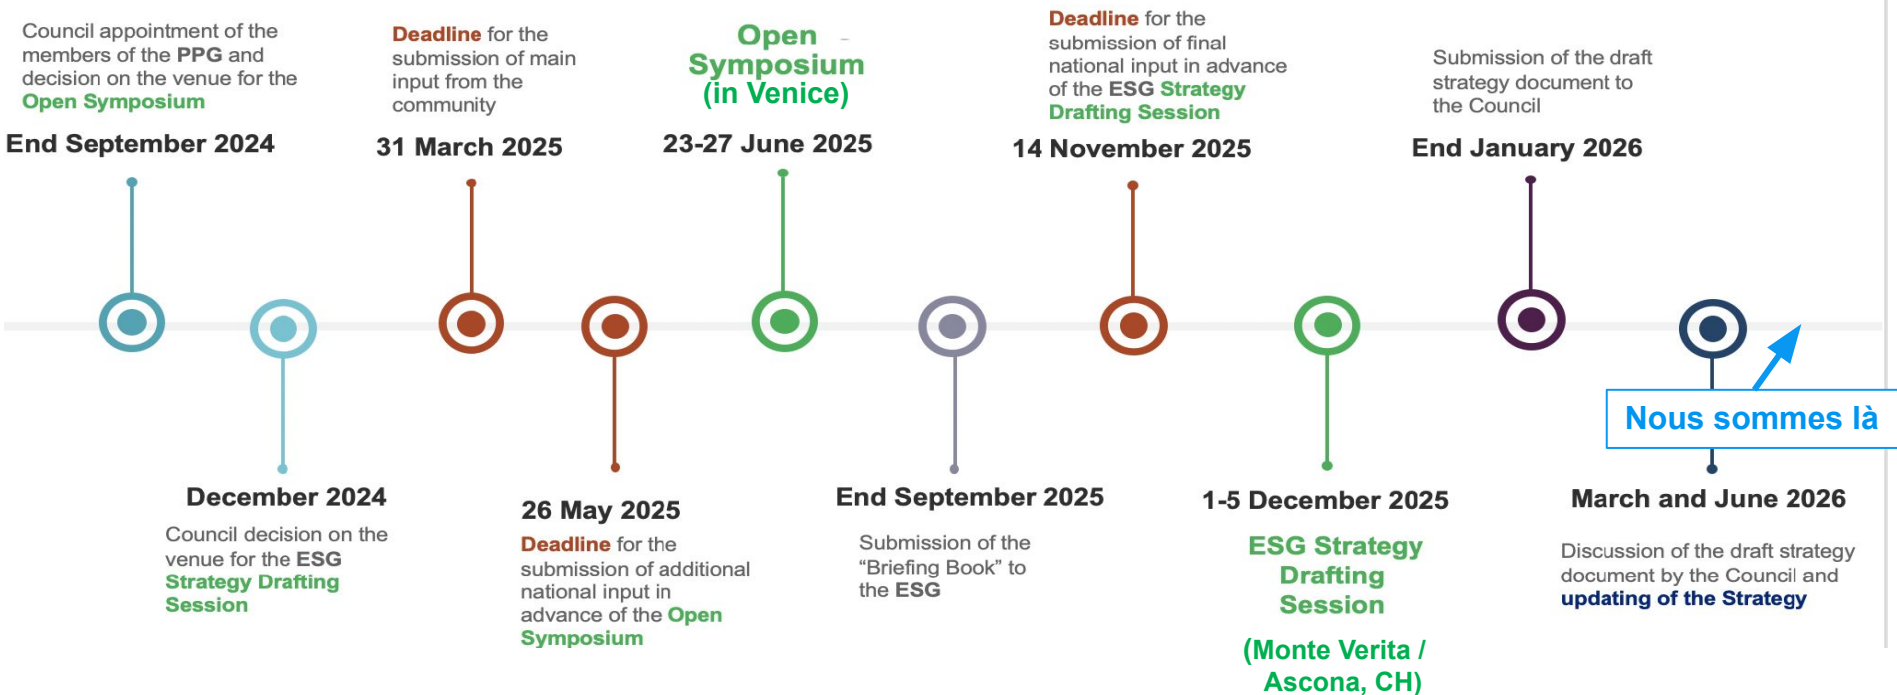 Council appointment of the
members of the PPG and
decision on the venue for the
Open Symposium
End September 2024
Deadline for the
submission of main
input from the
community
31 March 2025
Open
Symposium
(in Venice)
23-27 June 2025
Deadline for the
submission of final
national input in advance
of the ESG Strategy
Drafting Session
14 November 2025
Submission of the draft
strategy document to
the Council
End January 2026
Nous sommes là
December 2024
Council decision on the
venue for the ESG
Strategy Drafting
Session
26 May 2025
Deadline for the
submission of additional
national input in
advance of the Open
Symposium
End September 2025
Submission of the
“Briefing Book” to
the ESG
1-5 December 2025
ESG Strategy
Drafting
Session
(Monte Verita /
Ascona, CH)
March and June 2026
Discussion of the draft strategy
document by the Council and
updating of the Strategy